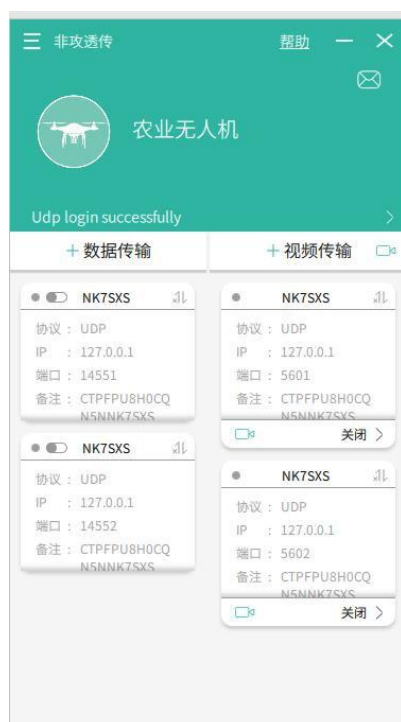 非攻透传
帮助
农业无人机
Udp login successfully
+ 数据传输
+ 视频传输
NK7SXS
协议 : UDP
IP : 127.0.0.1
端口 : 14551
备注 : CTPFPU8H0CQ
N5NNK7SXS
NK7SXS
协议 : UDP
IP : 127.0.0.1
端口 : 14552
备注 : CTPFPU8H0CQ
N5NNK7SXS
NK7SXS
协议 : UDP
IP : 127.0.0.1
端口 : 5601
备注 : CTPFPU8H0CQ
N5NNK7SXS
关闭
NK7SXS
协议 : UDP
IP : 127.0.0.1
端口 : 5602
备注 : CTPFPU8H0CQ
N5NNK7SXS
关闭